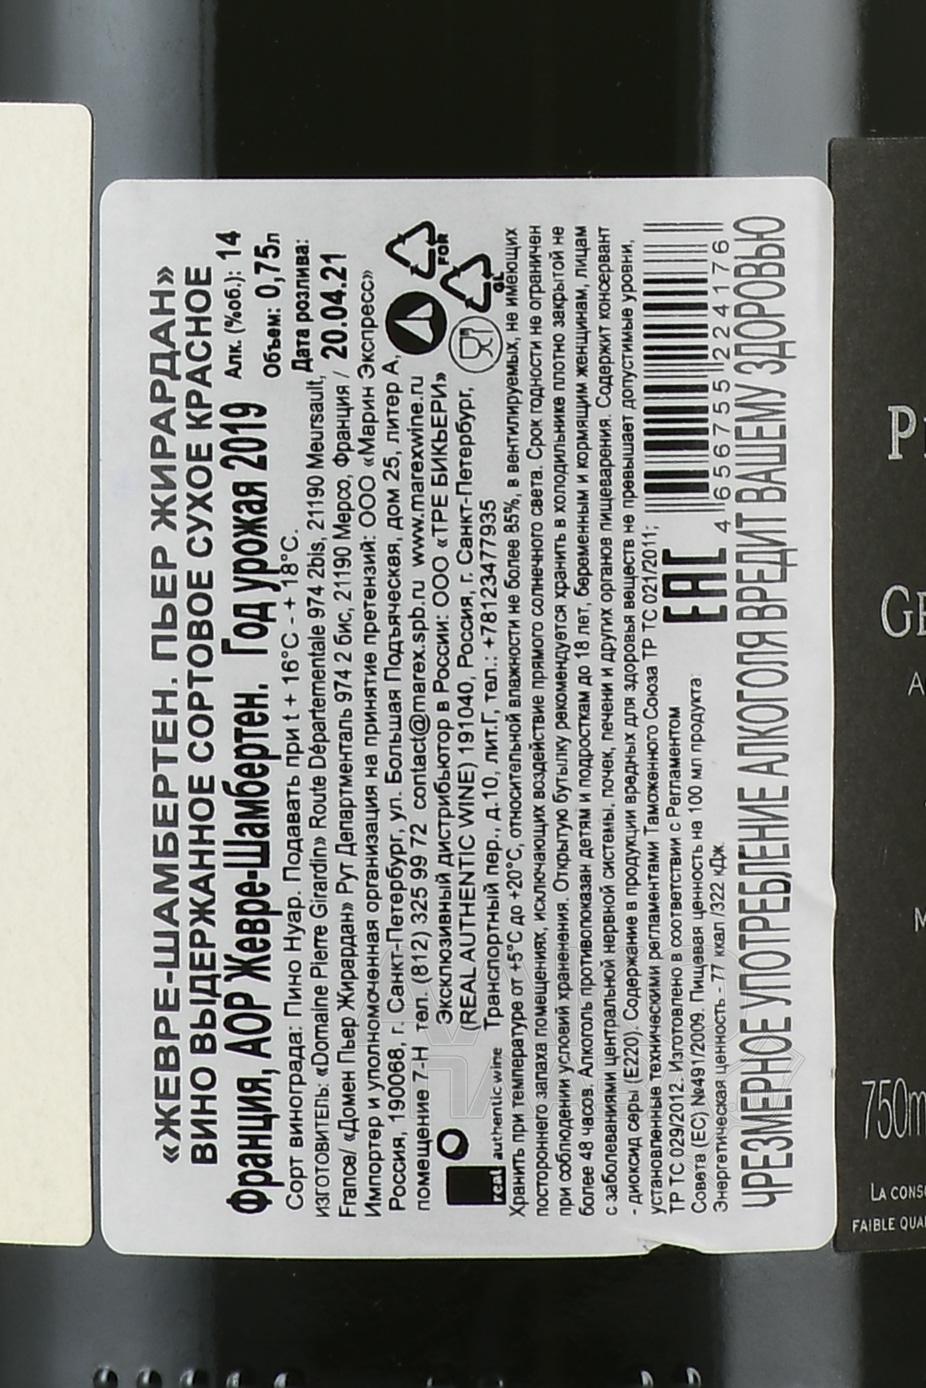 «ЖЕВРЕ-ШАМБЕРТЕН. ПЬЕР ЖИРАРДАН»
ВИНО ВЫДЕРЖАННОЕ СОРТОВОЕ СУХОЕ КРАСНОЕ
Франция, АОР Жевре-Шамбертен. Год урожая 2019
Алк. (%об.): 14
Объем: 0,75л
Дата розлива:
20.04.21
Сорт винограда: Пино Нуар. Подавать при t + 16°C - + 18°C.
Изготовитель: «Domaine Pierre Girardin» Route Départementale 974 2bis, 21190 Meursault,
France/ «Домен Пьер Жирардан» Рут Департменталь 974 2 бис, 21190 Мерсо, Франция /
Импортер и уполномоченная организация на принятие претензий: ООО «Марин Экспресс»
Россия, 190068, г. Санкт-Петербург, ул. Большая Подъяческая, дом 25, литер А,
помещение 7-Н тел. (812) 325 99 72 contact@marex.spb.ru www.marexwine.ru
Эксклюзивный дистрибьютор в России: ООО «ТРЕ БИКЬЕРИ»
(REAL AUTHENTIC WINE) 191040, Россия, г. Санкт-Петербург,
Транспортный пер., д.10, лит.Г, тел.: +78123477935
real authentic wine
FOR
GL
Хранить при температуре от +5°C до +20°C, относительной влажности не более 85%, в вентилируемых, не имеющих
постороннего запаха помещениях, исключающих воздействие прямого солнечного света. Срок годности не ограничен
при соблюдении условий хранения. Открытую бутылку рекомендуется хранить в холодильнике плотно закрытой не
более 48 часов. Алкоголь противопоказан детям и подросткам до 18 лет, беременным и кормящим женщинам, лицам
с заболеваниями центральной нервной системы, почек, печени и других органов пищеварения. Содержит консервант
- диоксид серы (Е220). Содержание в продукции вредных для здоровья веществ не превышает допустимые уровни,
установленные техническими регламентами Таможенного Союза ТР ТС 021/2011;
ТР ТС 029/2012. Изготовлено в соответствии с Регламентом
Совета (ЕС) №491/2009. Пищевая ценность на 100 мл продукта:
Энергетическая ценность - 77 ккал /322 кДж.
EAC
4 656755 224176
ЧРЕЗМЕРНОЕ УПОТРЕБЛЕНИЕ АЛКОГОЛЯ ВРЕДИТ ВАШЕМУ ЗДОРОВЬЮ
750m
LA CONS
FAIBLE QUA